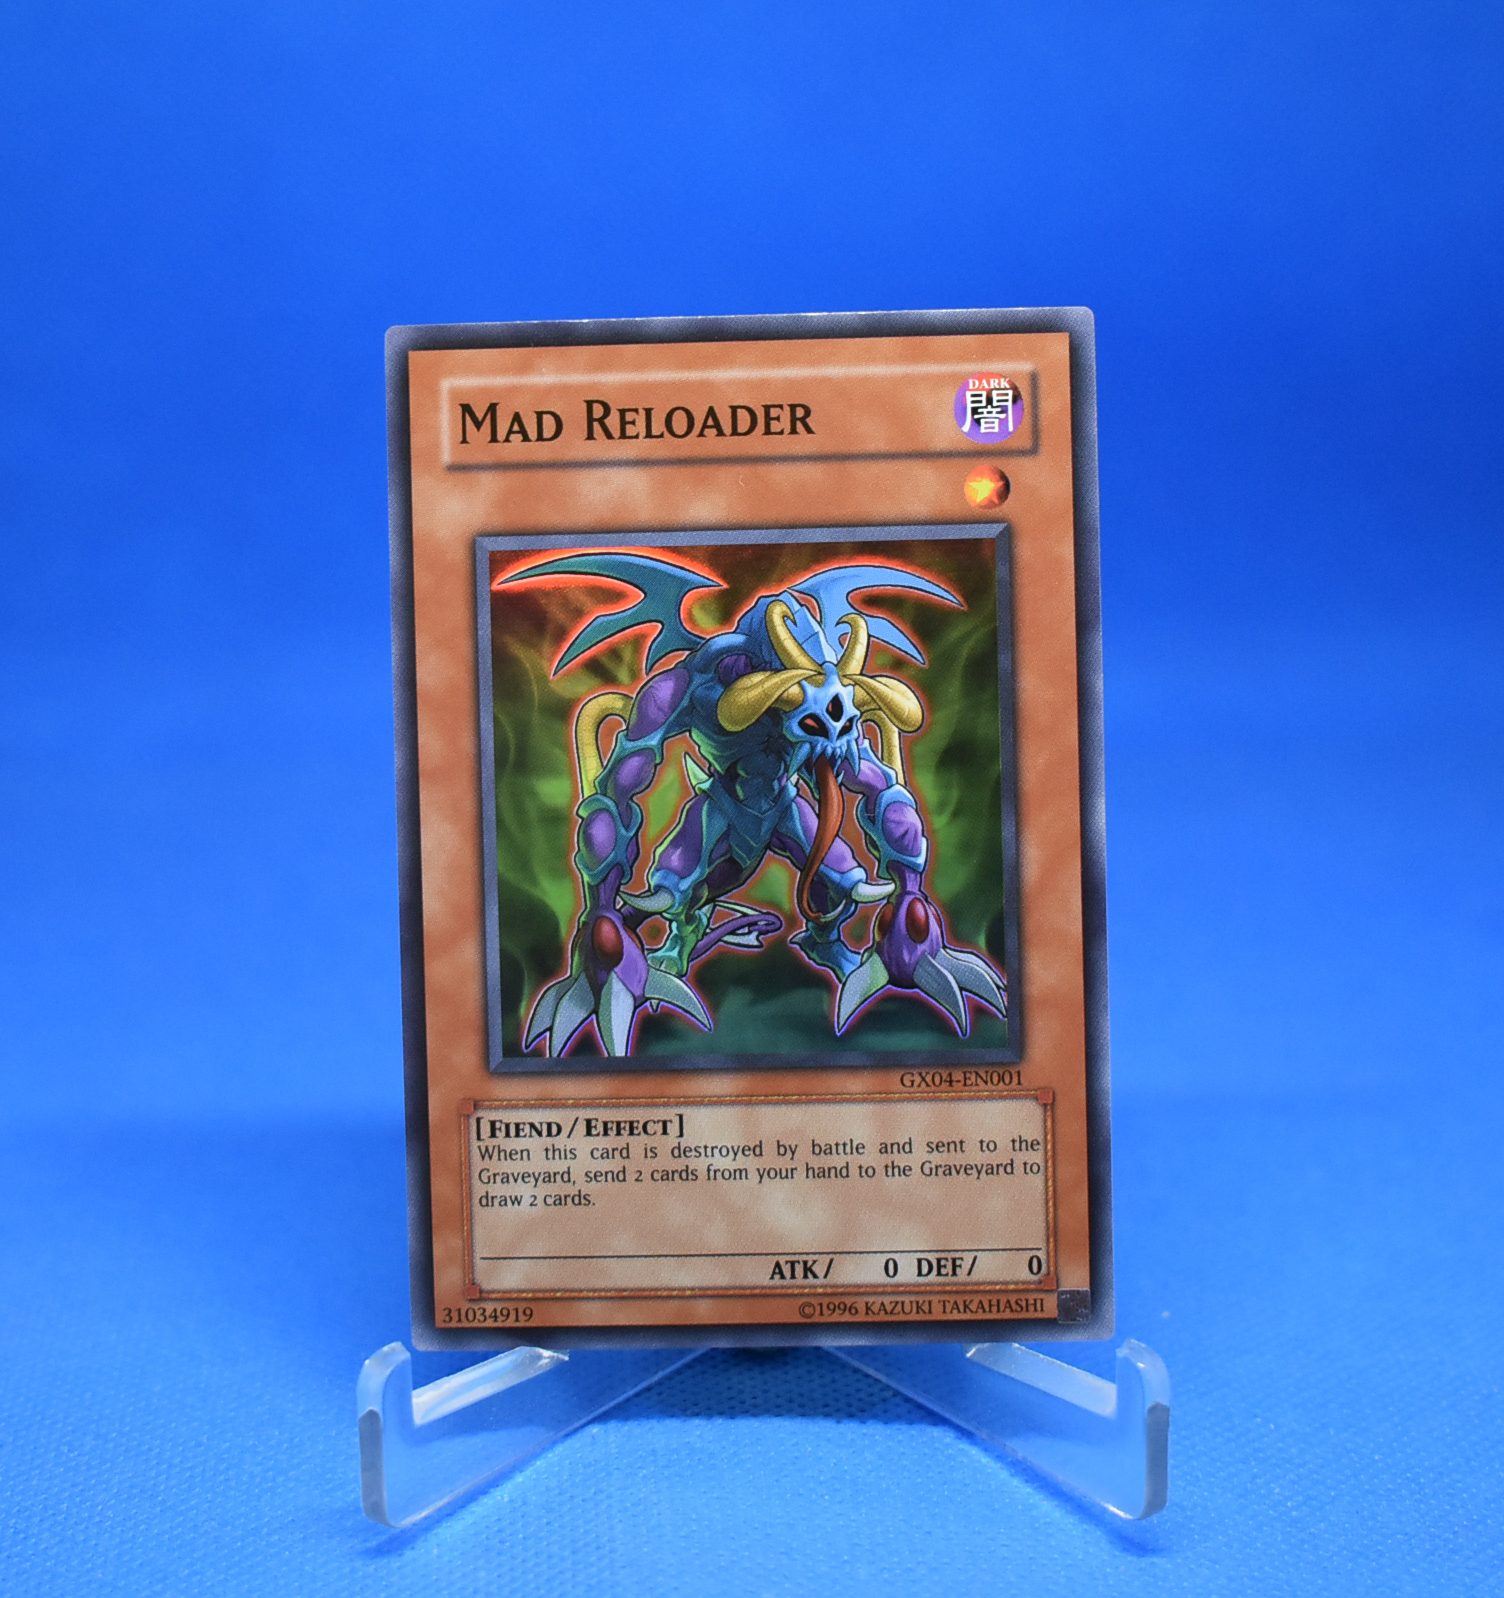 MAD RELOADER
DARK
闇
GX04-EN001
[FIEND/EFFECT]
When this card is destroyed by battle and sent to the
Graveyard, send 2 cards from your hand to the Graveyard to
draw 2 cards.
ATK/ 0 DEF/ 0
31034919 ©1996 KAZUKI TAKAHASHI